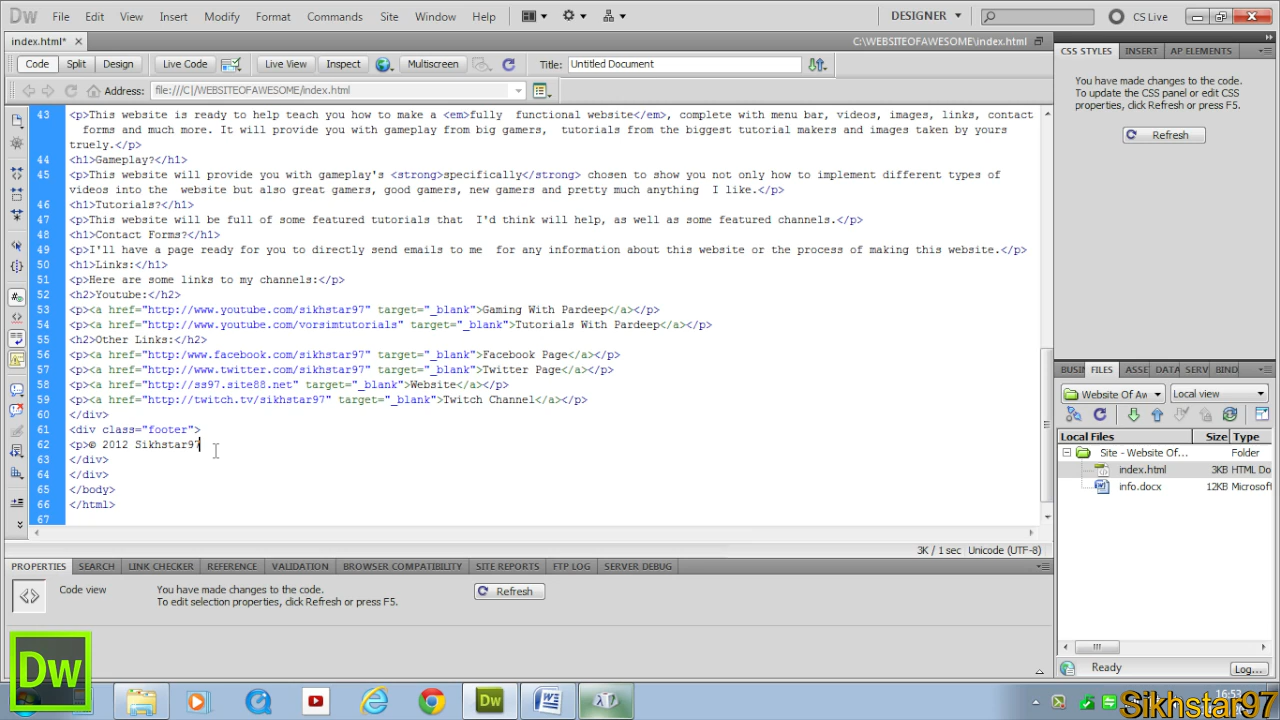 Dw File Edit View Insert Modify Format Commands Site Window Help DESIGNER CS Live
index.html* C:\WEBSITEOFAWESOME\index.html
Code Split Design Live Code Live View Inspect Multiscreen Title: Untitled Document
Address: file:///C|/WEBSITEOFAWESOME/index.html
43 <p>This website is ready to help teach you how to make a <em>fully functional website</em>, complete with menu bar, videos, images, links, contact
forms and much more. It will provide you with gameplay from big gamers, tutorials from the biggest tutorial makers and images taken by yours
truely.</p>
44 <h1>Gameplay?</h1>
45 <p>This website will provide you with gameplay's <strong>specifically</strong> chosen to show you not only how to implement different types of
videos into the website but also great gamers, good gamers, new gamers and pretty much anything I like.</p>
46 <h1>Tutorials?</h1>
47 <p>This website will be full of some featured tutorials that I'd think will help, as well as some featured channels.</p>
48 <h1>Contact Forms?</h1>
49 <p>I'll have a page ready for you to directly send emails to me for any information about this website or the process of making this website.</p>
50 <h1>Links:</h1>
51 <p>Here are some links to my channels:</p>
52 <h2>Youtube:</h2>
53 <p><a href="http://www.youtube.com/sikhstar97" target="_blank">Gaming With Pardeep</a></p>
54 <p><a href="http://www.youtube.com/vorsimtutorials" target="_blank">Tutorials With Pardeep</a></p>
55 <h2>Other Links:</h2>
56 <p><a href="http:/www.facebook.com/sikhstar97" target="_blank">Facebook Page</a></p>
57 <p><a href="http:/www.twitter.com/sikhstar97" target="_blank">Twitter Page</a></p>
58 <p><a href="http://ss97.site88.net" target="_blank">Website</a></p>
59 <p><a href="http://twitch.tv/sikhstar97" target="_blank">Twitch Channel</a></p>
60 </div>
61 <div class="footer">
62 <p>© 2012 Sikhstar97
63 </div>
64 </div>
65 </body>
66 </html>
67
3K / 1 sec Unicode (UTF-8)
PROPERTIES SEARCH LINK CHECKER REFERENCE VALIDATION BROWSER COMPATIBILITY SITE REPORTS FTP LOG SERVER DEBUG
Code view You have made changes to the code.
To edit selection properties, click Refresh or press F5.
Refresh
CSS STYLES INSERT AP ELEMENTS
You have made changes to the code.
To update the CSS panel or edit CSS
properties, click Refresh or press F5.
Refresh
BUSI FILES ASSE DATA SERV BIND
Website Of Aw... Local view
Local Files Size Type
Site - Website Of... Folder
index.html 3KB HTML Do
info.docx 12KB Microsof
Ready Log...
Dw
Dw
16:53
Sikhstar97